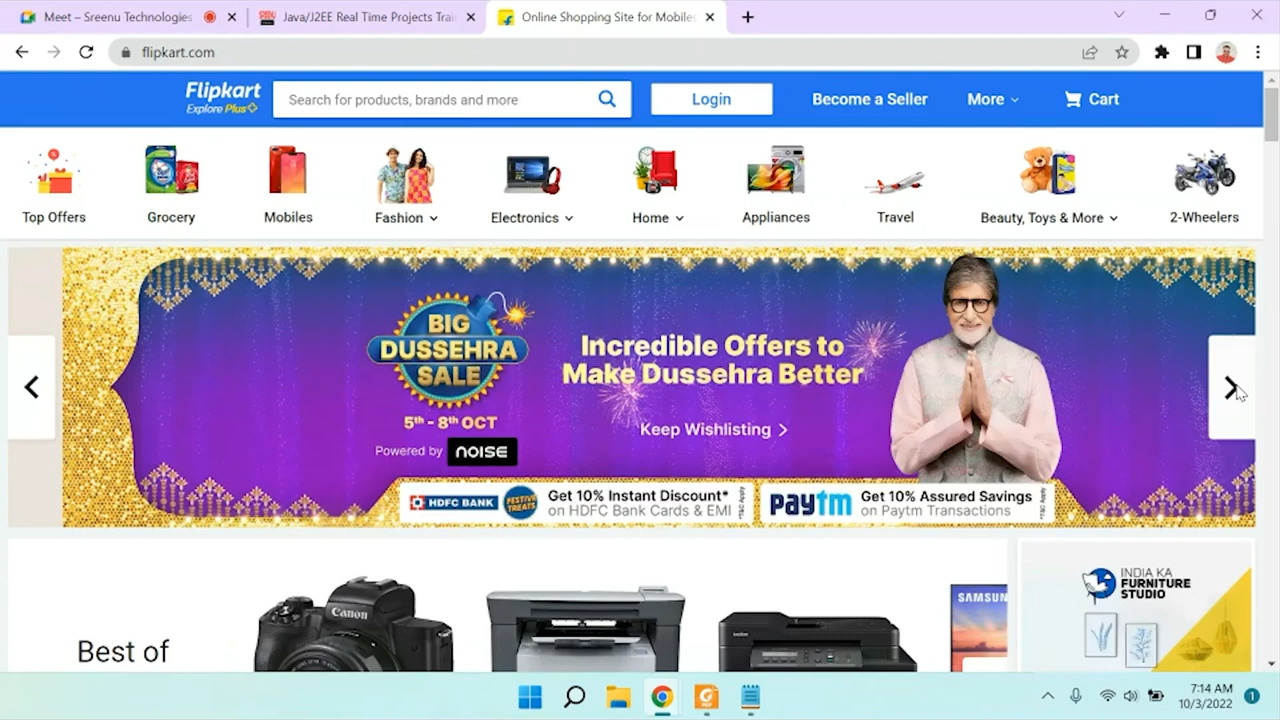 Meet – Sreenu Technologies
Java/J2EE Real Time Projects Trai
Online Shopping Site for Mobiles
flipkart.com
Flipkart
Explore Plus
Search for products, brands and more
Login
Become a Seller
More
Cart
Top Offers
Grocery
Mobiles
Fashion
Electronics
Home
Appliances
Travel
Beauty, Toys & More
2-Wheelers
BIG
DUSSEHRA
SALE
5th - 8th OCT
Powered by NOISE
Incredible Offers to
Make Dussehra Better
Keep Wishlisting
HDFC BANK
FESTIVE
TREATS
Get 10% Instant Discount*
on HDFC Bank Cards & EMI
*T&C Apply
paytm
Get 10% Assured Savings
on Paytm Transactions
*T&C Apply
Best of
Canon
SAMSUN
INDIA KA
FURNITURE
STUDIO
7:14 AM
10/3/2022
1